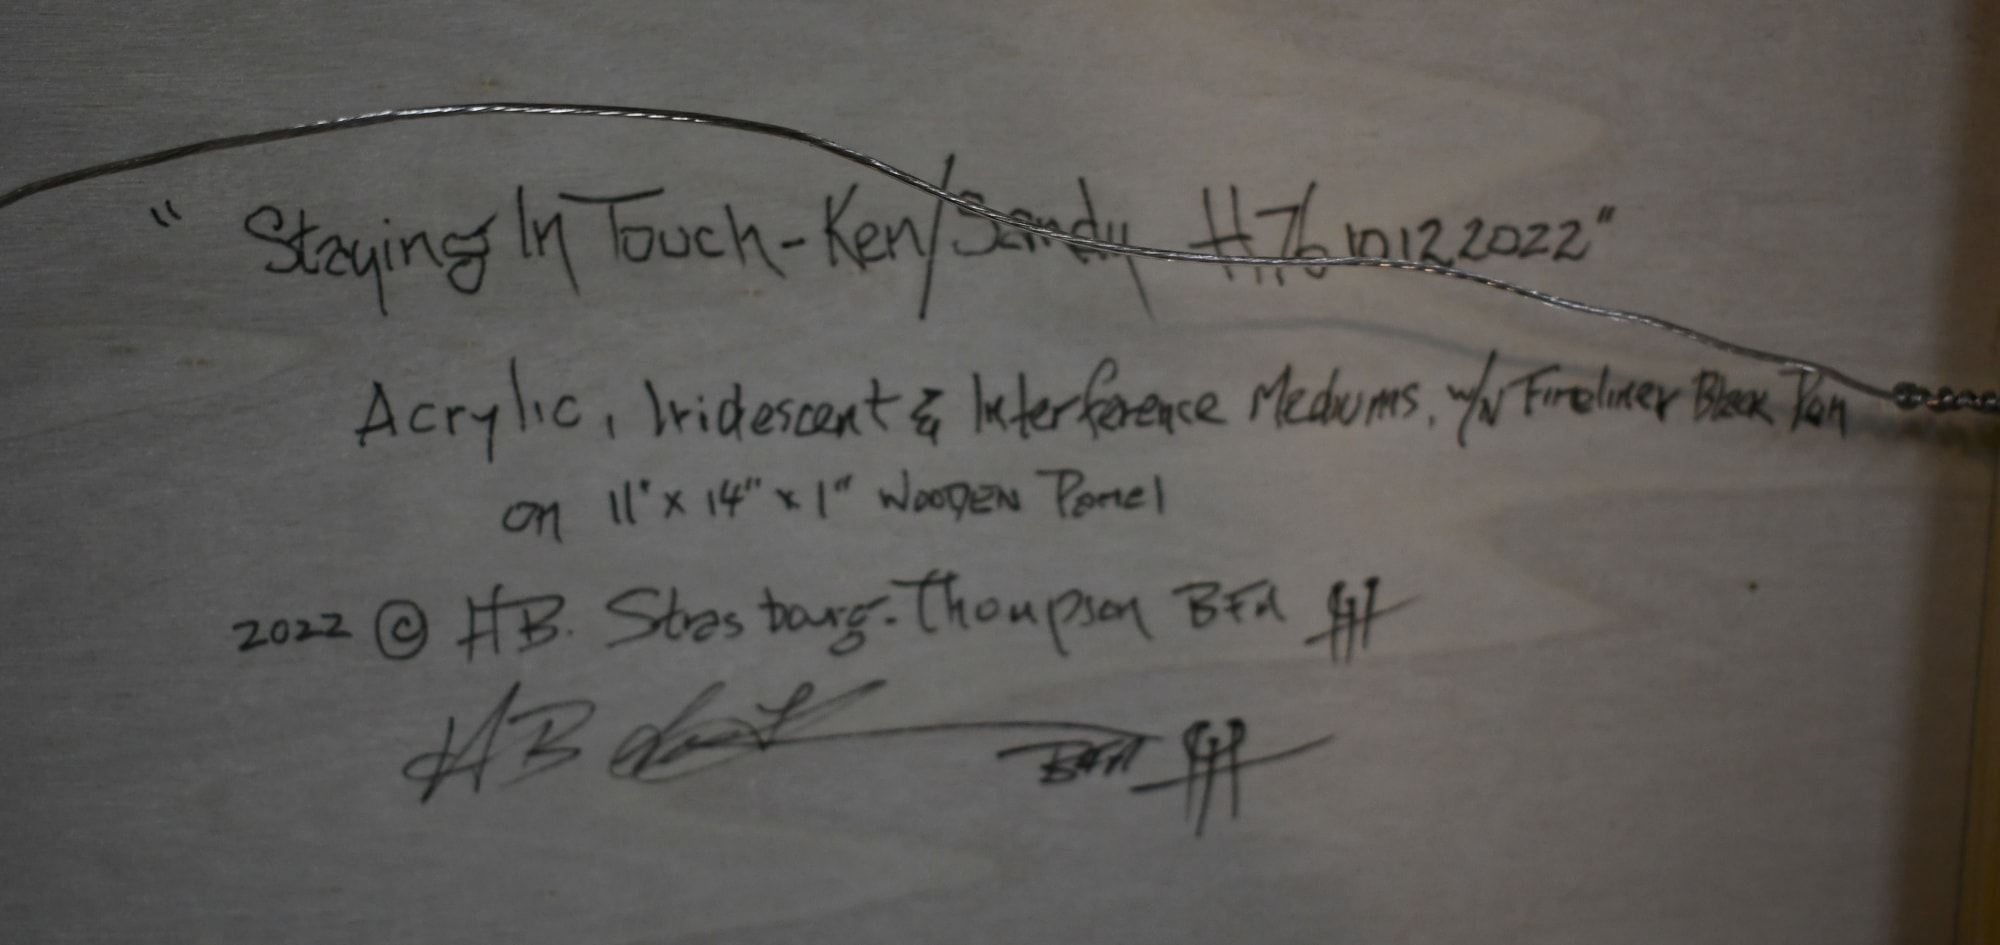 "Staying In Touch-Ken/Sandy #76 10122022"
Acrylic, Iridescent & Interference Mediums. w/N Fineliner Black Pen
on 11" x 14" x 1" WOODEN Panel
2022 © HB. Strasbourg-Thompson BFA
HB BFA